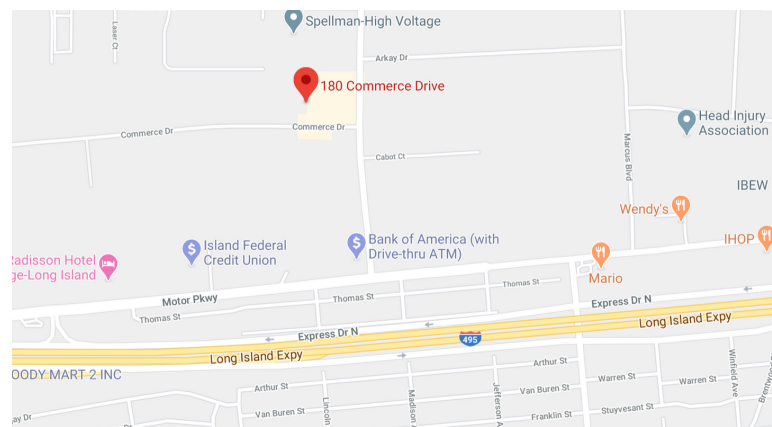 Spellman-High Voltage
Laser Ct
Arkay Dr
180 Commerce Drive
Commerce Dr
Commerce Dr
Head Injury
Association
Marcus Blvd
Cabot Ct
IBEW
Wendy's
Island Federal
Credit Union
Bank of America (with
Drive-thru ATM)
IHOP
Radisson Hotel
ge-Long Island
Mario
Motor Pkwy
Thomas St
Thomas St
Thomas St
Express Dr N
Express Dr N
Long Island Expy
495
Long Island Expy
OODY MART 2 INC
Arthur St
Arthur St
Warren St
Warren St
Winfield Ave
Brentwood
Van Buren St
Van Buren St
Lincoln
Madison A
Jefferson A
Franklin St
Stuyvesant St
ay Dr